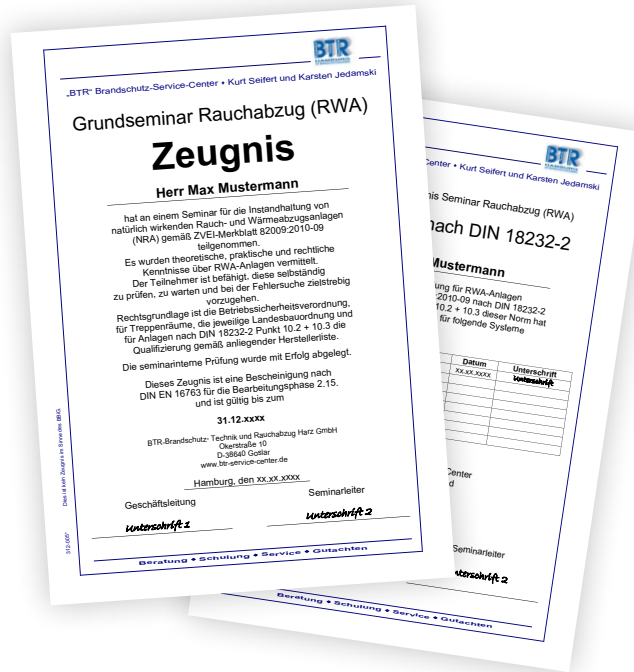 BTR
HAMBURG
„BTR“ Brandschutz-Service-Center • Kurt Seifert und Karsten Jedamski
Grundseminar Rauchabzug (RWA)
Zeugnis
Herr Max Mustermann
hat an einem Seminar für die Instandhaltung von
natürlich wirkenden Rauch- und Wärmeabzugsanlagen
(NRA) gemäß ZVEI-Merkblatt 82009:2010-09
teilgenommen.
Es wurden theoretische, praktische und rechtliche
Kenntnisse über RWA-Anlagen vermittelt.
Der Teilnehmer ist befähigt, diese selbständig
zu prüfen, zu warten und bei der Fehlersuche zielstrebig
vorzugehen.
Rechtsgrundlage ist die Betriebssicherheitsverordnung,
für Treppenräume, die jeweilige Landesbauordnung und
für Anlagen nach DIN 18232-2 Punkt 10.2 + 10.3 die
Qualifizierung gemäß anliegender Herstellerliste.
Die seminarinterne Prüfung wurde mit Erfolg abgelegt.
Dieses Zeugnis ist eine Bescheinigung nach
DIN EN 16763 für die Bearbeitungsphase 2.15.
und ist gültig bis zum
31.12.xxxx
BTR-Brandschutz- Technik und Rauchabzug Harz GmbH
Okerstraße 10
D-38640 Goslar
www.btr-service-center.de
Hamburg, den xx.xx.xxxx
Geschäftsleitung
Seminarleiter
Unterschrift 1
Unterschrift 2
Beratung • Schulung • Service • Gutachten
Dies ist kein Zeugnis im Sinne des BBiG.
312-005*
BTR
HAMBURG
Center • Kurt Seifert und Karsten Jedamski
nis Seminar Rauchabzug (RWA)
nach DIN 18232-2
Mustermann
ung für RWA-Anlagen
:2010-09 nach DIN 18232-2
10.2 + 10.3 dieser Norm hat
für folgende Systeme
Datum Unterschrift
xx.xx.xxxx Unterschrift
Center
d
Seminarleiter
nterschrift 2
Beratung • Schulung • Service • Gutachten